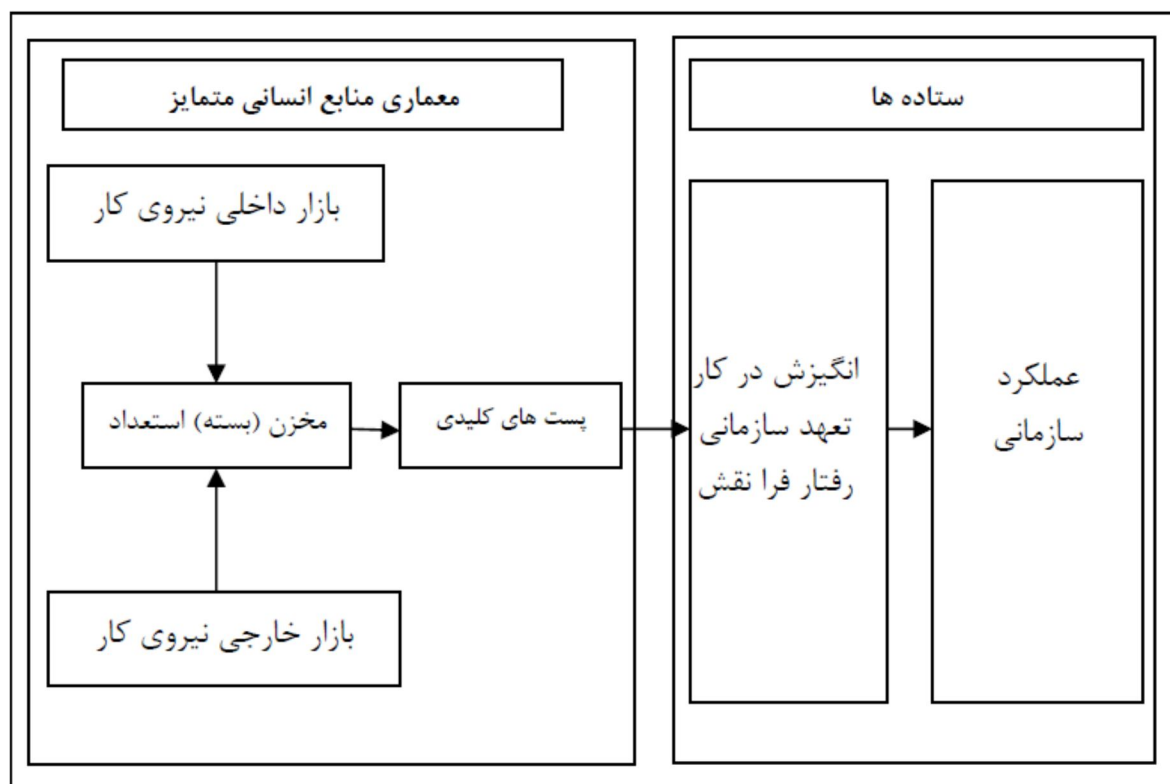 معماری منابع انسانی متمایز
ستاده ها
بازار داخلی نیروی کار
مخزن (بسته) استعداد
پست های کلیدی
بازار خارجی نیروی کار
انگیزش در کار
تعهد سازمانی
رفتار فرا نقش
عملکرد
سازمانی